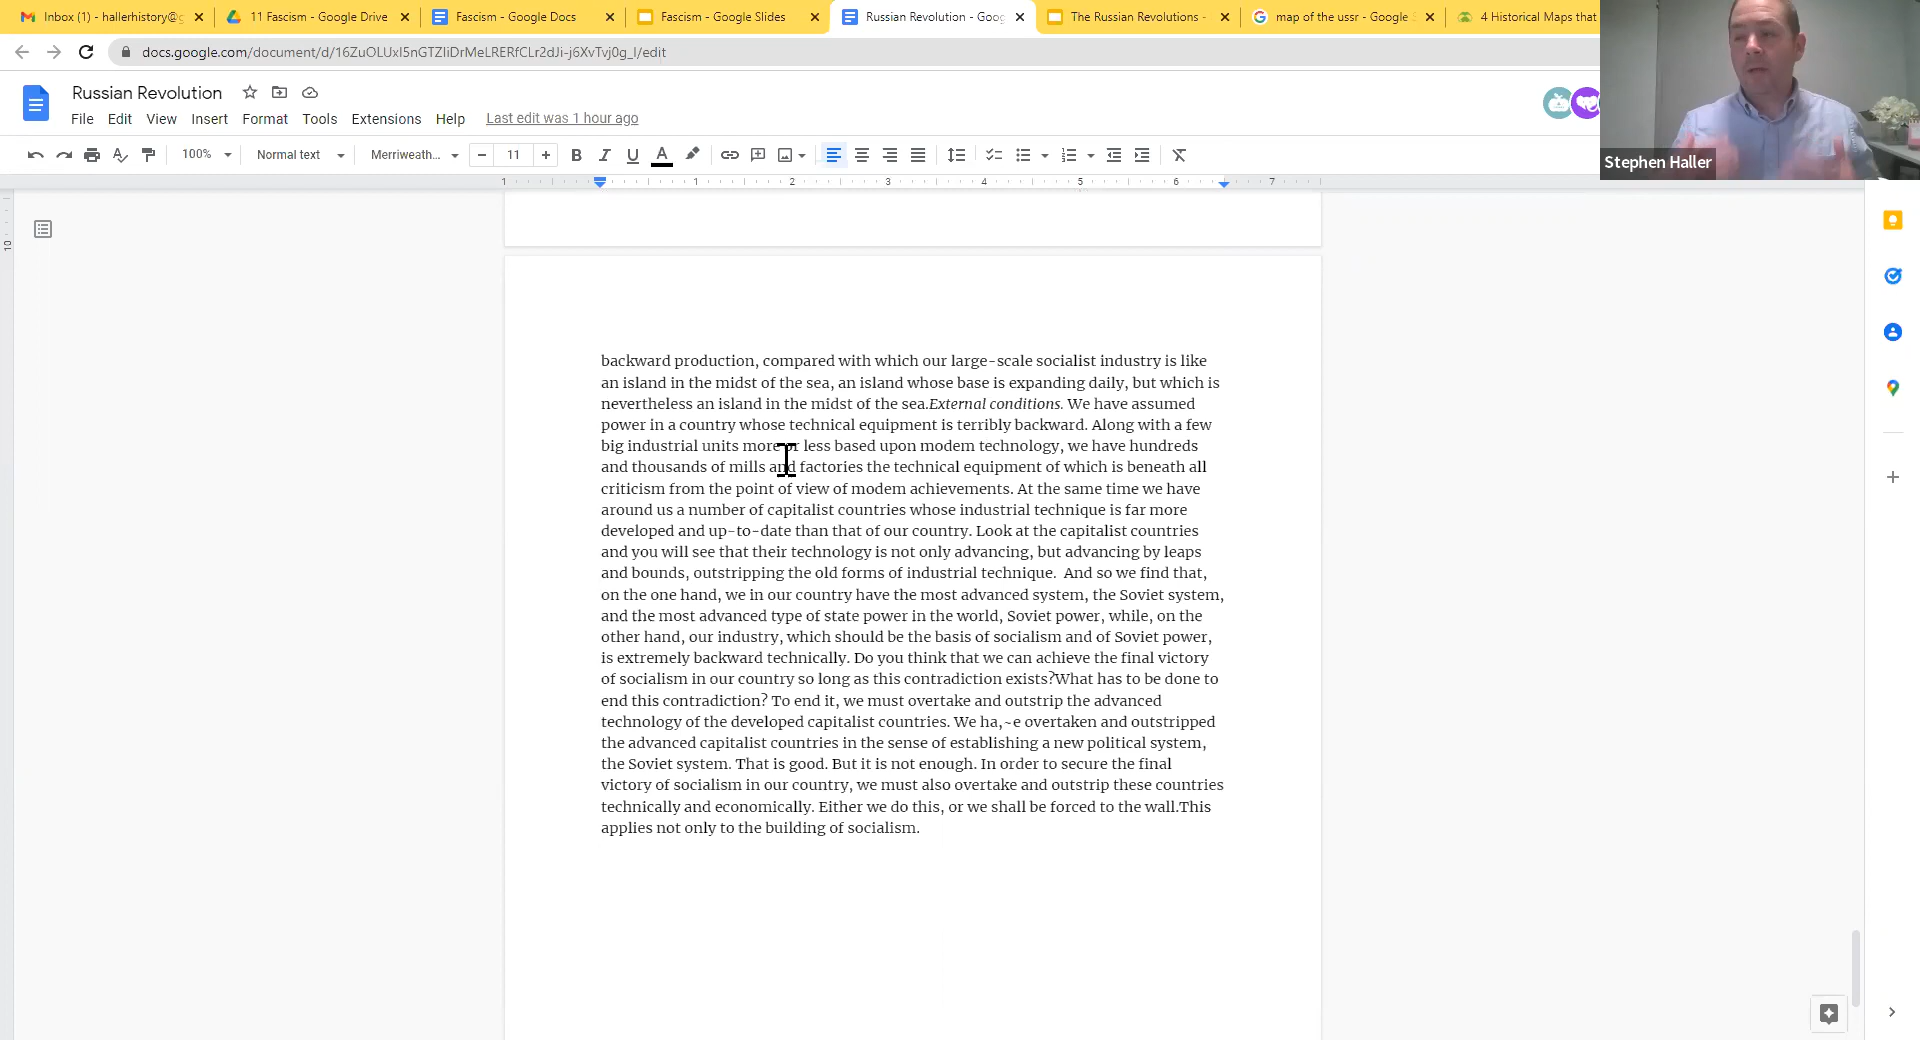 Inbox (1) - hallerhistory@g
11 Fascism - Google Drive
Fascism - Google Docs
Fascism - Google Slides
Russian Revolution - Goog
The Russian Revolutions -
map of the ussr - Google
4 Historical Maps that
docs.google.com/document/d/16ZuOLUxI5nGTZIiDrMeLRERfCLr2dJi-j6XvTvj0g_I/edit
Russian Revolution
File Edit View Insert Format Tools Extensions Help Last edit was 1 hour ago
100% Normal text Merriweath... 11
Stephen Haller
1 1 2 3 4 5 6 7
10
backward production, compared with which our large-scale socialist industry is like
an island in the midst of the sea, an island whose base is expanding daily, but which is
nevertheless an island in the midst of the sea.External conditions. We have assumed
power in a country whose technical equipment is terribly backward. Along with a few
big industrial units more or less based upon modem technology, we have hundreds
and thousands of mills and factories the technical equipment of which is beneath all
criticism from the point of view of modem achievements. At the same time we have
around us a number of capitalist countries whose industrial technique is far more
developed and up-to-date than that of our country. Look at the capitalist countries
and you will see that their technology is not only advancing, but advancing by leaps
and bounds, outstripping the old forms of industrial technique.  And so we find that,
on the one hand, we in our country have the most advanced system, the Soviet system,
and the most advanced type of state power in the world, Soviet power, while, on the
other hand, our industry, which should be the basis of socialism and of Soviet power,
is extremely backward technically. Do you think that we can achieve the final victory
of socialism in our country so long as this contradiction exists?What has to be done to
end this contradiction? To end it, we must overtake and outstrip the advanced
technology of the developed capitalist countries. We ha,~e overtaken and outstripped
the advanced capitalist countries in the sense of establishing a new political system,
the Soviet system. That is good. But it is not enough. In order to secure the final
victory of socialism in our country, we must also overtake and outstrip these countries
technically and economically. Either we do this, or we shall be forced to the wall.This
applies not only to the building of socialism.